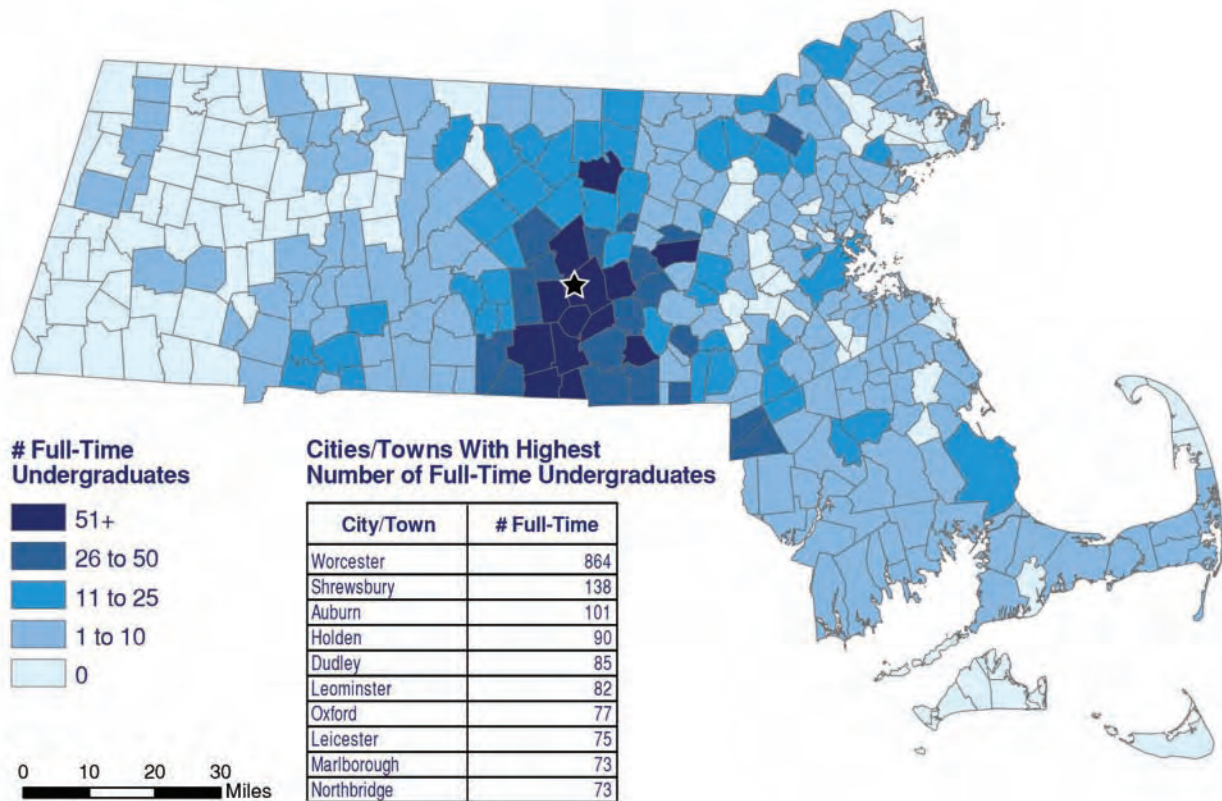 # Full-Time
Undergraduates
51+
26 to 50
11 to 25
1 to 10
0
0 10 20 30
Miles
Cities/Towns With Highest
Number of Full-Time Undergraduates
City/Town # Full-Time
Worcester 864
Shrewsbury 138
Auburn 101
Holden 90
Dudley 85
Leominster 82
Oxford 77
Leicester 75
Marlborough 73
Northbridge 73